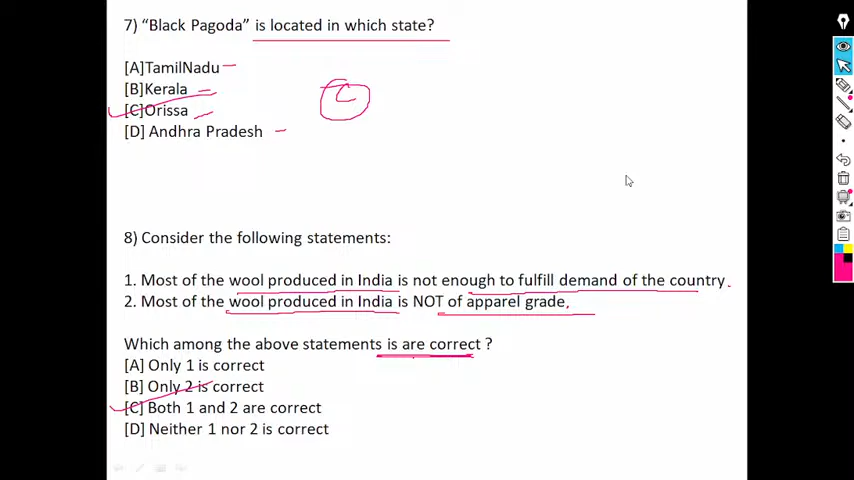 7) “Black Pagoda” is located in which state?
[A]TamilNadu
[B]Kerala
[C]Orissa
[D] Andhra Pradesh
C
8) Consider the following statements:
1. Most of the wool produced in India is not enough to fulfill demand of the country.
2. Most of the wool produced in India is NOT of apparel grade.
Which among the above statements is are correct ?
[A] Only 1 is correct
[B] Only 2 is correct
[C] Both 1 and 2 are correct
[D] Neither 1 nor 2 is correct